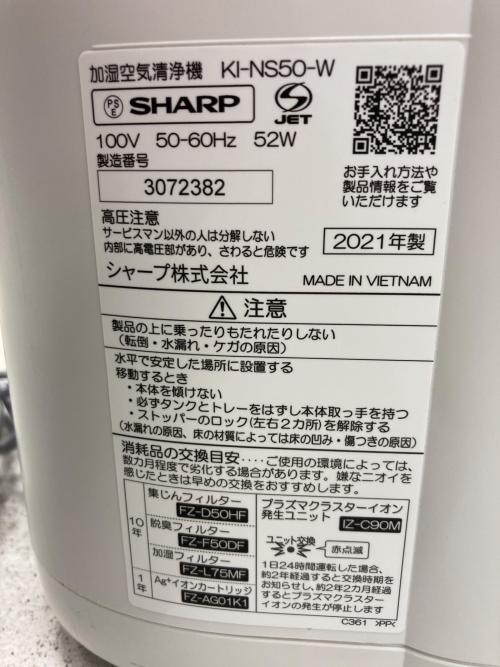 加湿空気清浄機 KI-NS50-W
PS E SHARP JET
100V 50-60Hz 52W
製造番号
3072382
お手入れ方法や
製品情報をご覧
いただけます
高圧注意
サービスマン以外の人は分解しない
内部に高電圧部があり、さわると危険です
2021年製
シャープ株式会社 MADE IN VIETNAM
注意
製品の上に乗ったりもたれたりしない
(転倒・水漏れ・ケガの原因)
水平で安定した場所に設置する
移動するとき
・本体を傾けない
・必ずタンクとトレーをはずし本体取っ手を持つ
・ストッパーのロック(左右2カ所)を解除する
(水漏れの原因、床の材質によっては床の凹み・傷つきの原因)
消耗品の交換目安‥‥ご使用の環境によっては、
数カ月程度で劣化する場合があります。嫌なニオイを
感じたときは早めの交換をおすすめします。
10年
集じんフィルター
FZ-D50HF
脱臭フィルター
FZ-F50DF
加湿フィルター
FZ-L75MF
1年
Ag⁺イオンカートリッジ
FZ-AG01K1
プラズマクラスターイオン
発生ユニット IZ-C90M
ユニット交換
赤点滅
1日24時間運転した場合、
約2年経過すると交換時期を
お知らせし、約2年2カ月経過
するとプラズマクラスター
イオンの発生が停止します
C361 >PP<